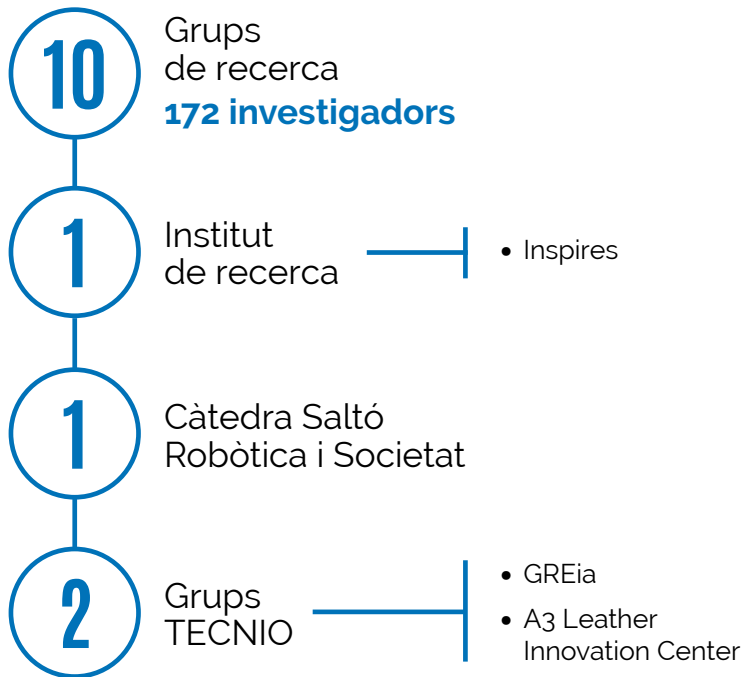 10
Grups
de recerca
172 investigadors
1
Institut
de recerca
• Inspires
1
Càtedra Saltó
Robòtica i Societat
2
Grups
TECNIO
• GREia
• A3 Leather
Innovation Center